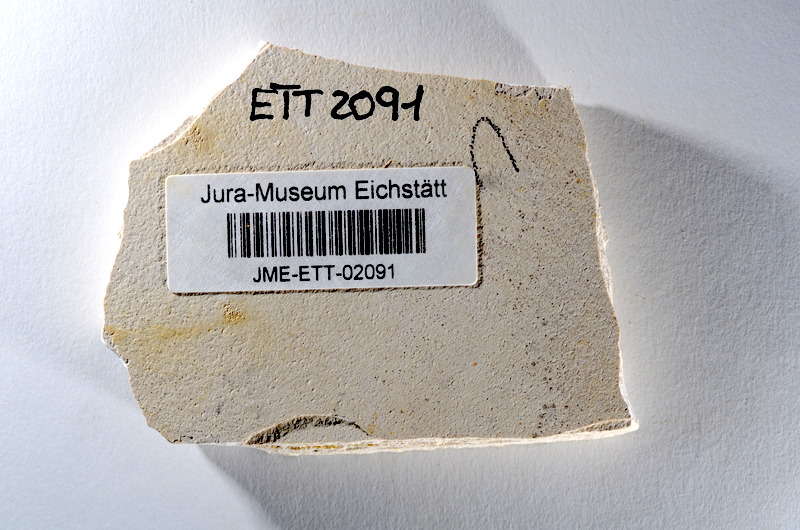 ETT 2091
Jura-Museum Eichstätt
JME-ETT-02091